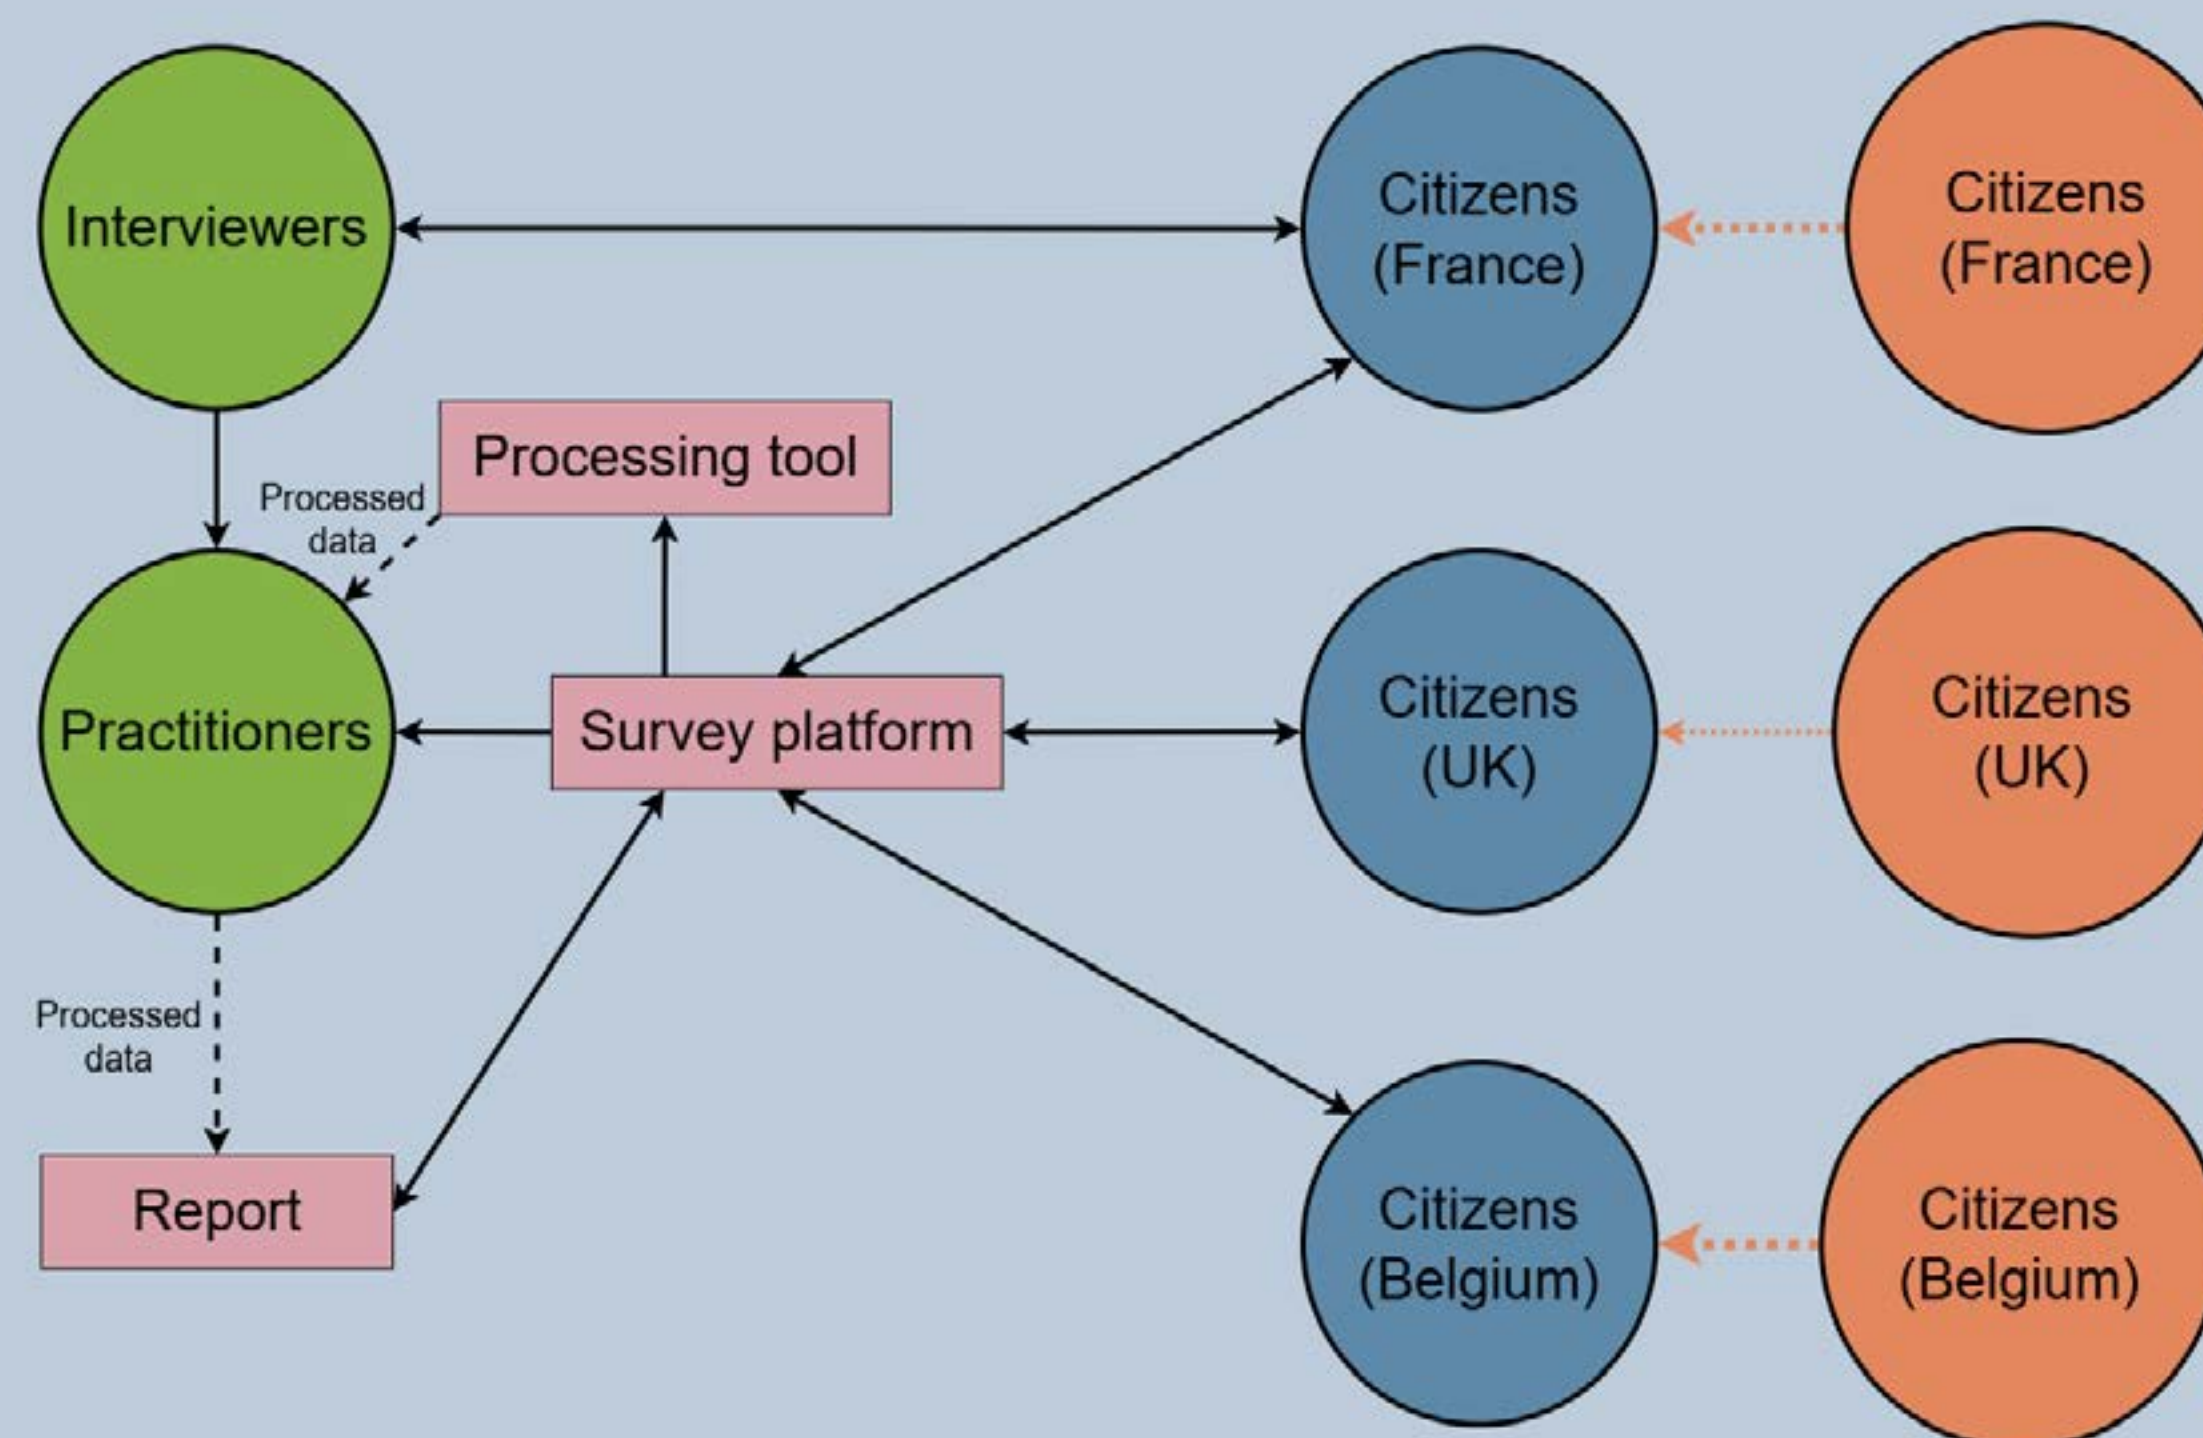 Interviewers
Citizens
(France)
Citizens
(France)
Processing tool
Processed
data
Practitioners
Survey platform
Citizens
(UK)
Citizens
(UK)
Processed
data
Report
Citizens
(Belgium)
Citizens
(Belgium)